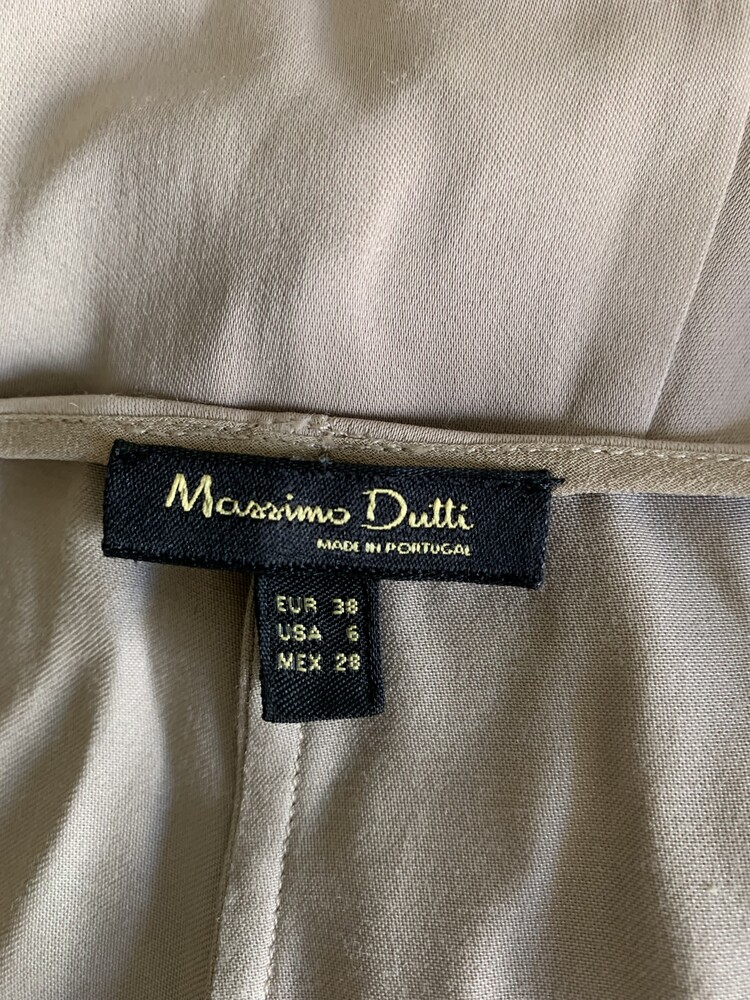 Massimo Dutti
MADE IN PORTUGAL
EUR 38
USA 6
MEX 28